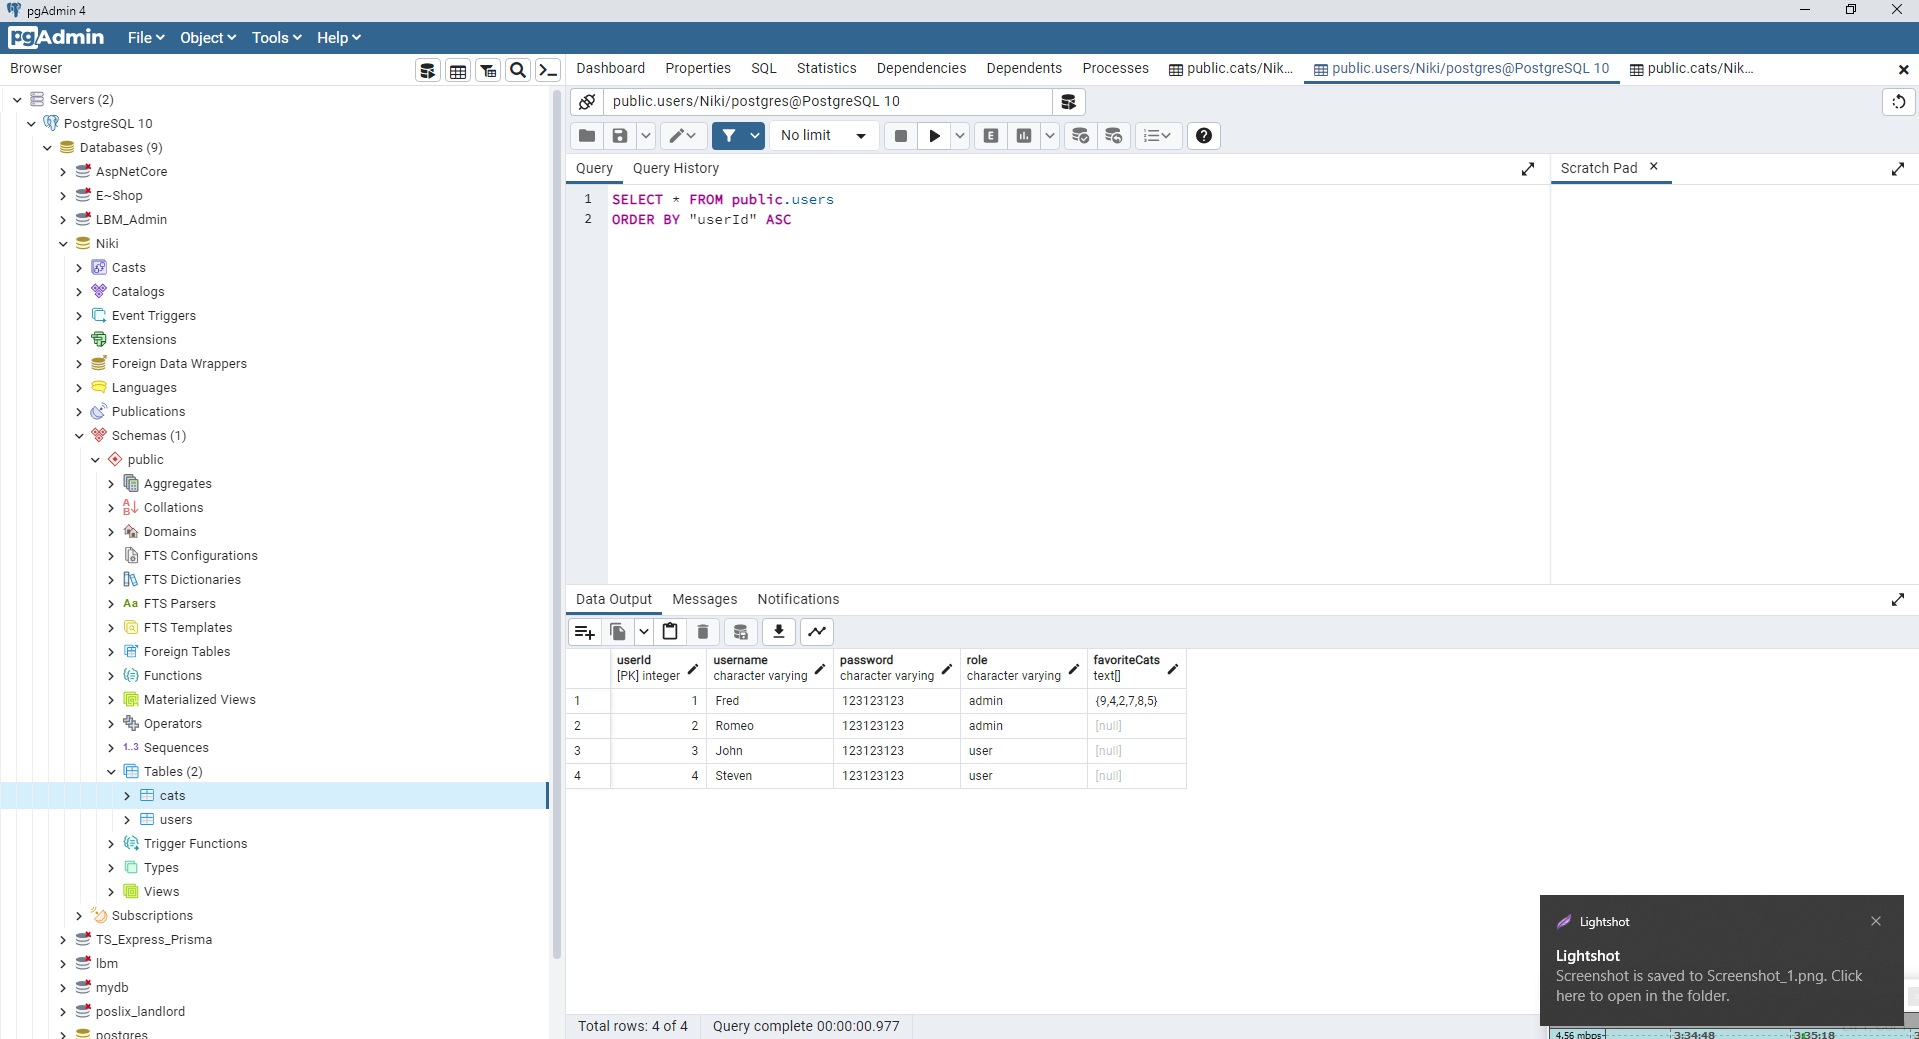 pgAdmin 4
pgAdmin File Object Tools Help
Browser
Servers (2)
PostgreSQL 10
Databases (9)
AspNetCore
E~Shop
LBM_Admin
Niki
Casts
Catalogs
Event Triggers
Extensions
Foreign Data Wrappers
Languages
Publications
Schemas (1)
public
Aggregates
Collations
Domains
FTS Configurations
FTS Dictionaries
Aa FTS Parsers
FTS Templates
Foreign Tables
Functions
Materialized Views
Operators
1..3 Sequences
Tables (2)
cats
users
Trigger Functions
Types
Views
Subscriptions
TS_Express_Prisma
lbm
mydb
poslix_landlord
postgres
Dashboard Properties SQL Statistics Dependencies Dependents Processes public.cats/Nik... public.users/Niki/postgres@PostgreSQL 10 public.cats/Nik...
public.users/Niki/postgres@PostgreSQL 10
No limit E
Query Query History
Scratch Pad
1 SELECT * FROM public.users
2 ORDER BY "userId" ASC
Data Output Messages Notifications
userId username password role favoriteCats
[PK] integer character varying character varying character varying text[]
1 1 Fred 123123123 admin {9,4,2,7,8,5}
2 2 Romeo 123123123 admin [null]
3 3 John 123123123 user [null]
4 4 Steven 123123123 user [null]
Total rows: 4 of 4 Query complete 00:00:00.977
Lightshot
Lightshot
Screenshot is saved to Screenshot_1.png. Click
here to open in the folder.
4.56 mbps 3:34:48 3:35:18